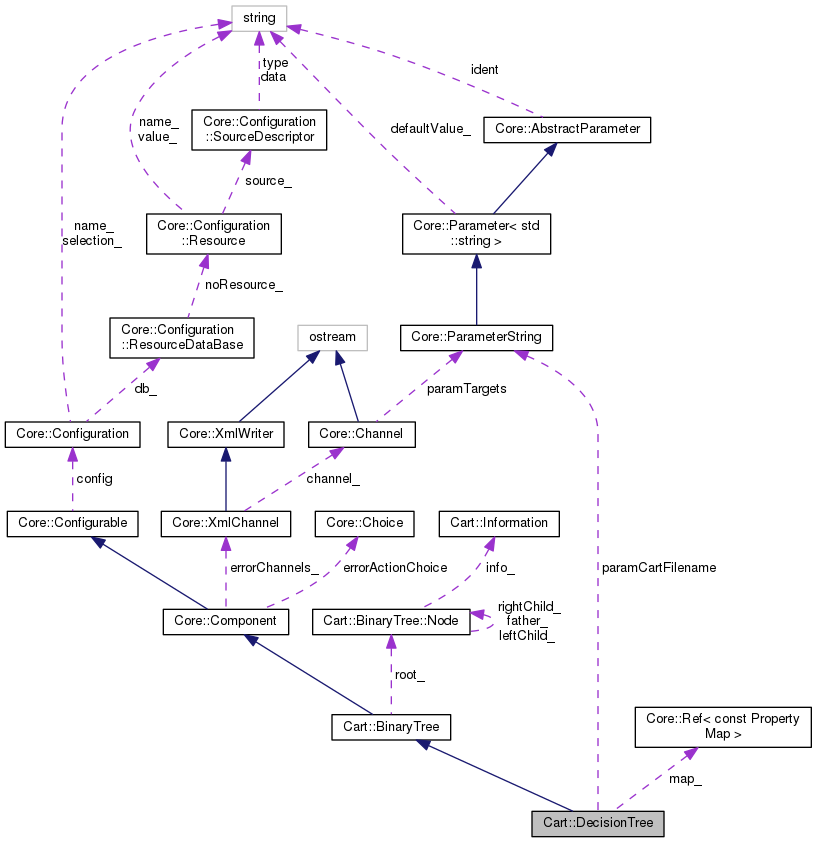 string
type
data
ident
Core::Configuration
::SourceDescriptor
name_
value_
defaultValue_
Core::AbstractParameter
source_
Core::Configuration
::Resource
Core::Parameter< std
::string >
name_
selection_
noResource_
Core::Configuration
::ResourceDataBase
ostream
Core::ParameterString
db_
paramTargets
Core::Configuration
Core::XmlWriter
Core::Channel
config
channel_
Core::Configurable
Core::XmlChannel
Core::Choice
Cart::Information
errorChannels_
errorActionChoice
info_
paramCartFilename
rightChild_
father_
leftChild_
Core::Component
Cart::BinaryTree::Node
root_
Cart::BinaryTree
Core::Ref< const Property
Map >
map_
Cart::DecisionTree